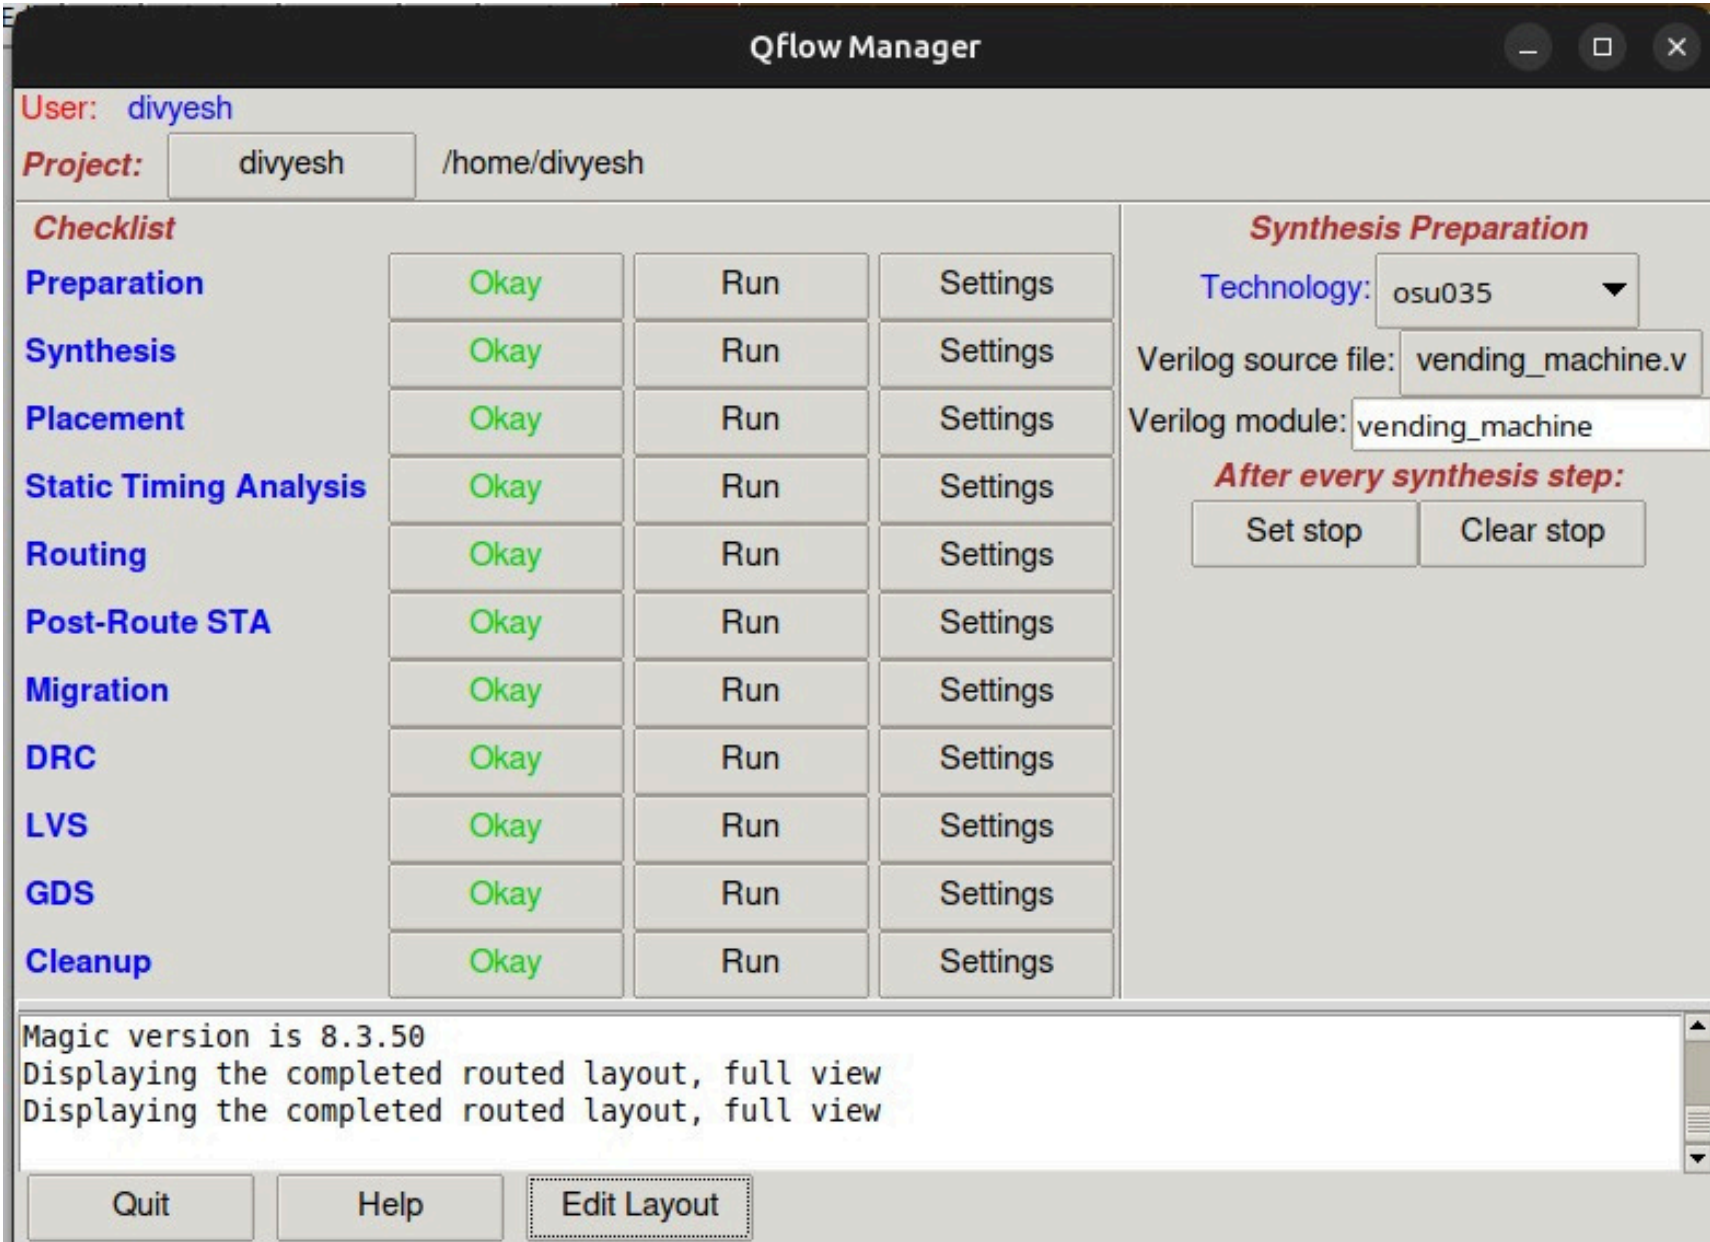 Qflow Manager
User: divyesh
Project: divyesh /home/divyesh
Checklist
Preparation Okay Run Settings
Synthesis Okay Run Settings
Placement Okay Run Settings
Static Timing Analysis Okay Run Settings
Routing Okay Run Settings
Post-Route STA Okay Run Settings
Migration Okay Run Settings
DRC Okay Run Settings
LVS Okay Run Settings
GDS Okay Run Settings
Cleanup Okay Run Settings
Synthesis Preparation
Technology: osu035
Verilog source file: vending_machine.v
Verilog module: vending_machine
After every synthesis step:
Set stop Clear stop
Magic version is 8.3.50
Displaying the completed routed layout, full view
Displaying the completed routed layout, full view
Quit Help Edit Layout